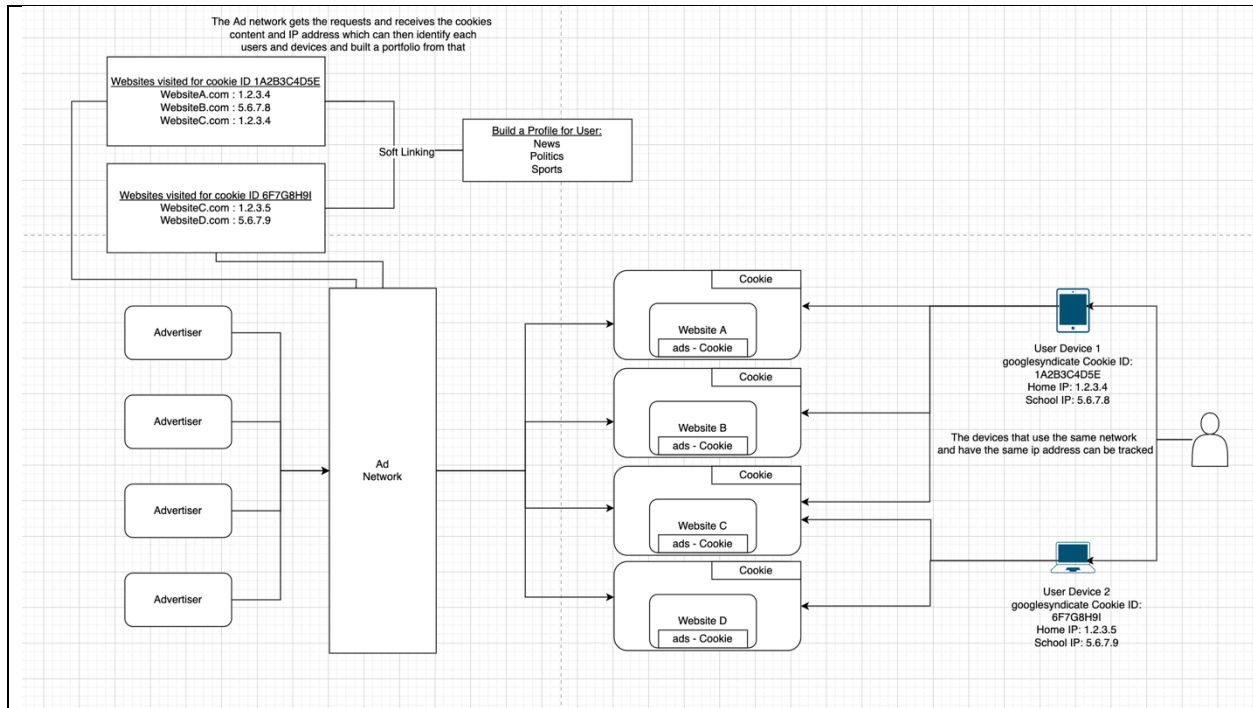 The Ad network gets the requests and receives the cookies
content and IP address which can then identify each
users and devices and built a portfolio from that
Websites visited for cookie ID 1A2B3C4D5E
WebsiteA.com : 1.2.3.4
WebsiteB.com : 5.6.7.8
WebsiteC.com : 1.2.3.4
Soft Linking
Build a Profile for User:
News
Politics
Sports
Websites visited for cookie ID 6F7G8H9I
WebsiteC.com : 1.2.3.5
WebsiteD.com : 5.6.7.9
Advertiser
Advertiser
Advertiser
Advertiser
Ad
Network
Cookie
Website A
ads - Cookie
Cookie
Website B
ads - Cookie
Cookie
Website C
ads - Cookie
Cookie
Website D
ads - Cookie
User Device 1
googlesyndicate Cookie ID:
1A2B3C4D5E
Home IP: 1.2.3.4
School IP: 5.6.7.8
The devices that use the same network
and have the same ip address can be tracked
User Device 2
googlesyndicate Cookie ID:
6F7G8H9I
Home IP: 1.2.3.5
School IP: 5.6.7.9